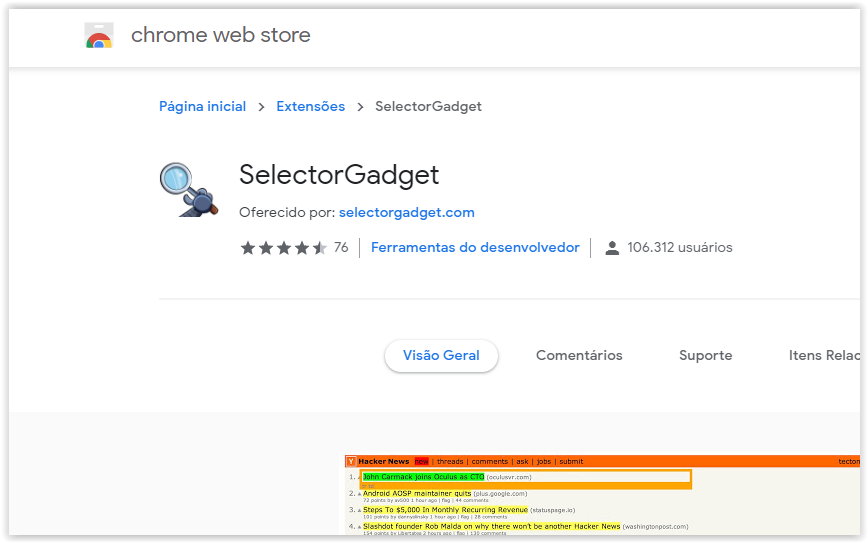 chrome web store
Página inicial > Extensões > SelectorGadget
SelectorGadget
Oferecido por: selectorgadget.com
76 | Ferramentas do desenvolvedor | 106.312 usuários
Visão Geral Comentários Suporte Itens Relac
Y Hacker News new | threads | comments | ask | jobs | submit tecton
1. John Carmack joins Oculus as CTO (oculusvr.com)
2. Android AOSP maintainer quits (plus.google.com)
72 points by sv500 1 hour ago | flag | 44 comments
3. Steps To $5,000 In Monthly Recurring Revenue (statuspage.io)
101 points by dannyolinsky 1 hour ago | flag | 28 comments
4. Slashdot founder Rob Malda on why there won't be another Hacker News (washingtonpost.com)
154 points by Libertatea 2 hours ago | flag | 130 comments